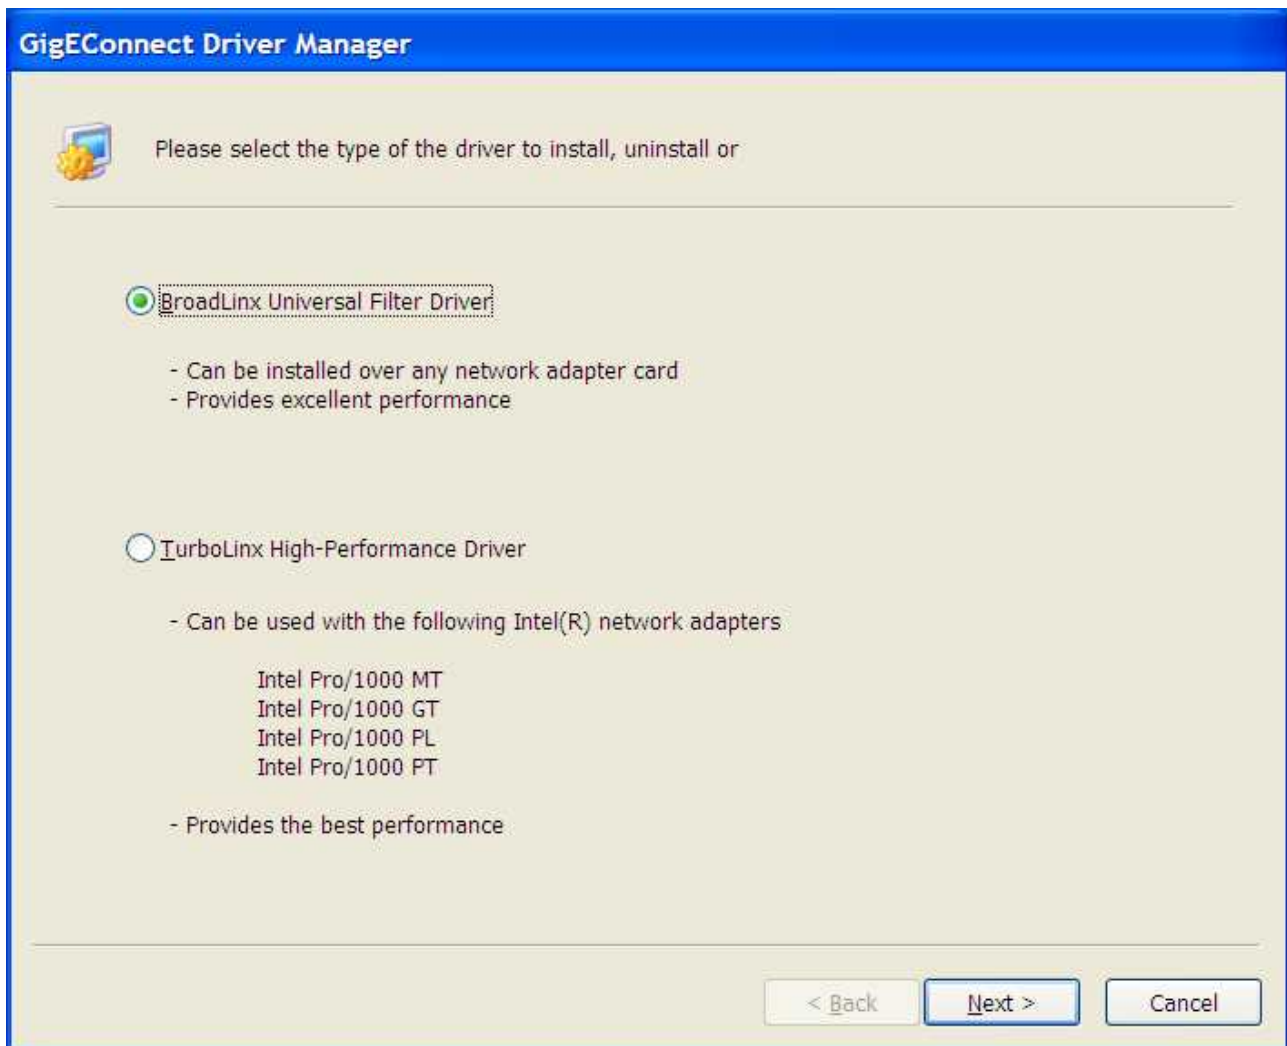 GigEConnect Driver Manager
Please select the type of the driver to install, uninstall or
BroadLinx Universal Filter Driver
- Can be installed over any network adapter card
- Provides excellent performance
TurboLinx High-Performance Driver
- Can be used with the following Intel(R) network adapters
Intel Pro/1000 MT
Intel Pro/1000 GT
Intel Pro/1000 PL
Intel Pro/1000 PT
- Provides the best performance
< Back
Next >
Cancel